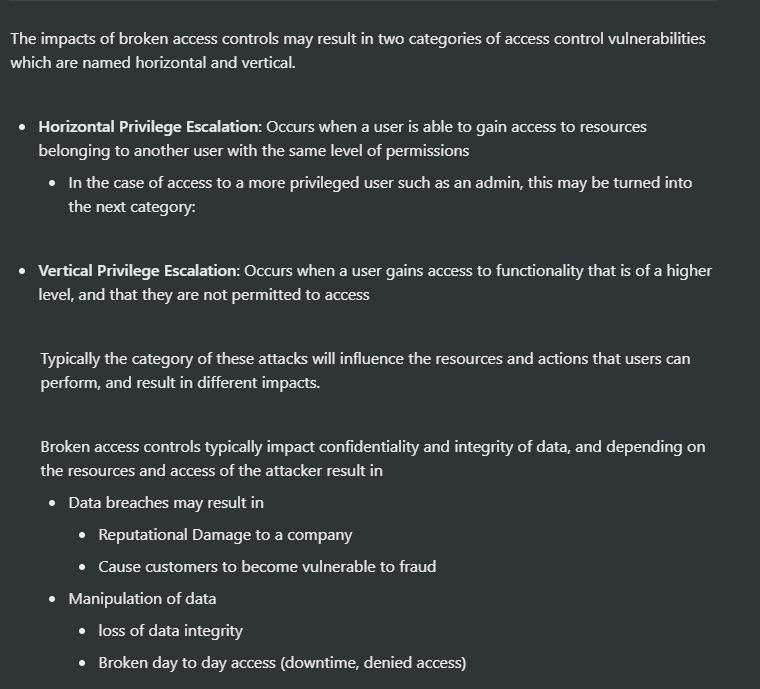 The impacts of broken access controls may result in two categories of access control vulnerabilities
which are named horizontal and vertical.
• Horizontal Privilege Escalation: Occurs when a user is able to gain access to resources
belonging to another user with the same level of permissions
• In the case of access to a more privileged user such as an admin, this may be turned into
the next category:
• Vertical Privilege Escalation: Occurs when a user gains access to functionality that is of a higher
level, and that they are not permitted to access
Typically the category of these attacks will influence the resources and actions that users can
perform, and result in different impacts.
Broken access controls typically impact confidentiality and integrity of data, and depending on
the resources and access of the attacker result in
• Data breaches may result in
• Reputational Damage to a company
• Cause customers to become vulnerable to fraud
• Manipulation of data
• loss of data integrity
• Broken day to day access (downtime, denied access)